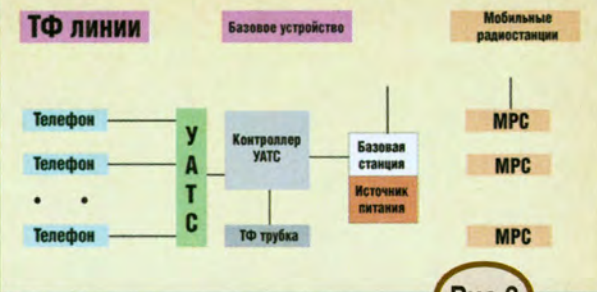 ТФ линии
Базовое устройство
Мобильные
радиостанции
Телефон
Телефон
Телефон
УАТС
Контроллер
УАТС
ТФ трубка
Базовая
станция
Источник
питания
МРС
МРС
МРС